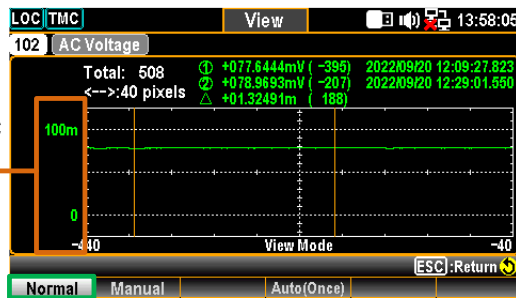 LOC TMC View 13:58:05
102 AC Voltage
Total: 508 ① +077.6444mV ( -395) 2022/09/20 12:09:27.823
<-->:40 pixels ② +078.9693mV ( -207) 2022/09/20 12:29:01.550
△ +01.32491m ( 188)
100m
0
-440 View Mode -40
ESC :Return
Normal Manual Auto(Once)